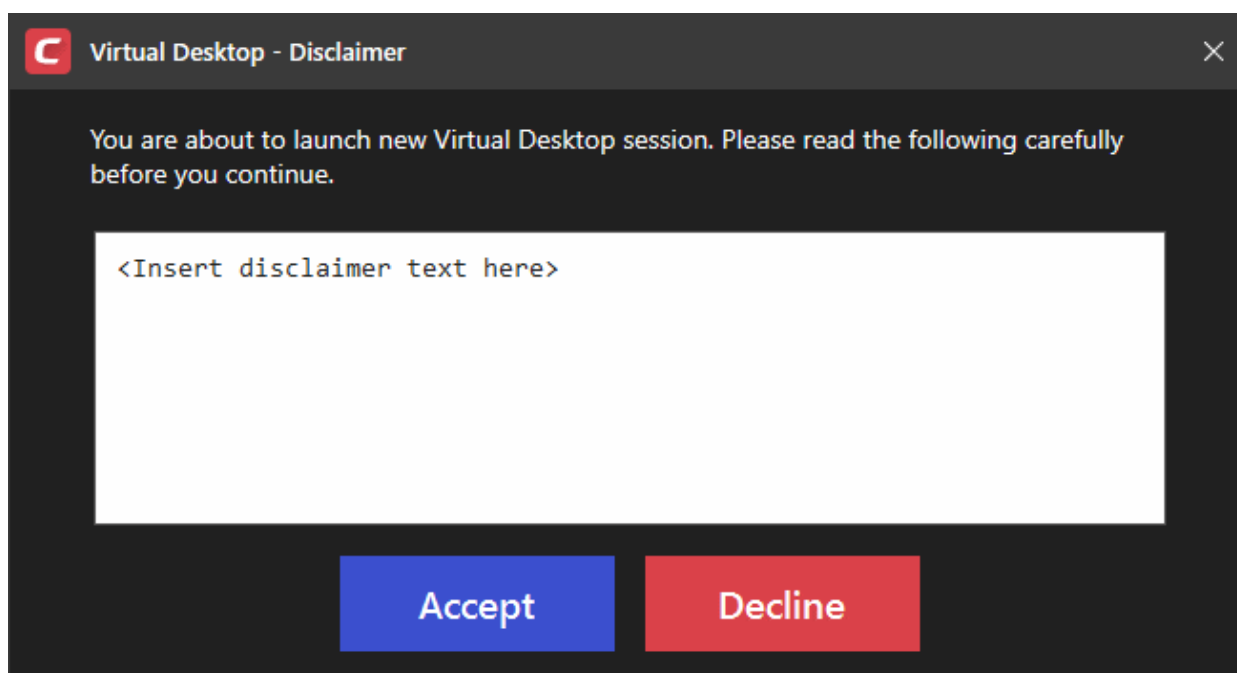 Virtual Desktop - Disclaimer
You are about to launch new Virtual Desktop session. Please read the following carefully
before you continue.
<Insert disclaimer text here>
Accept
Decline